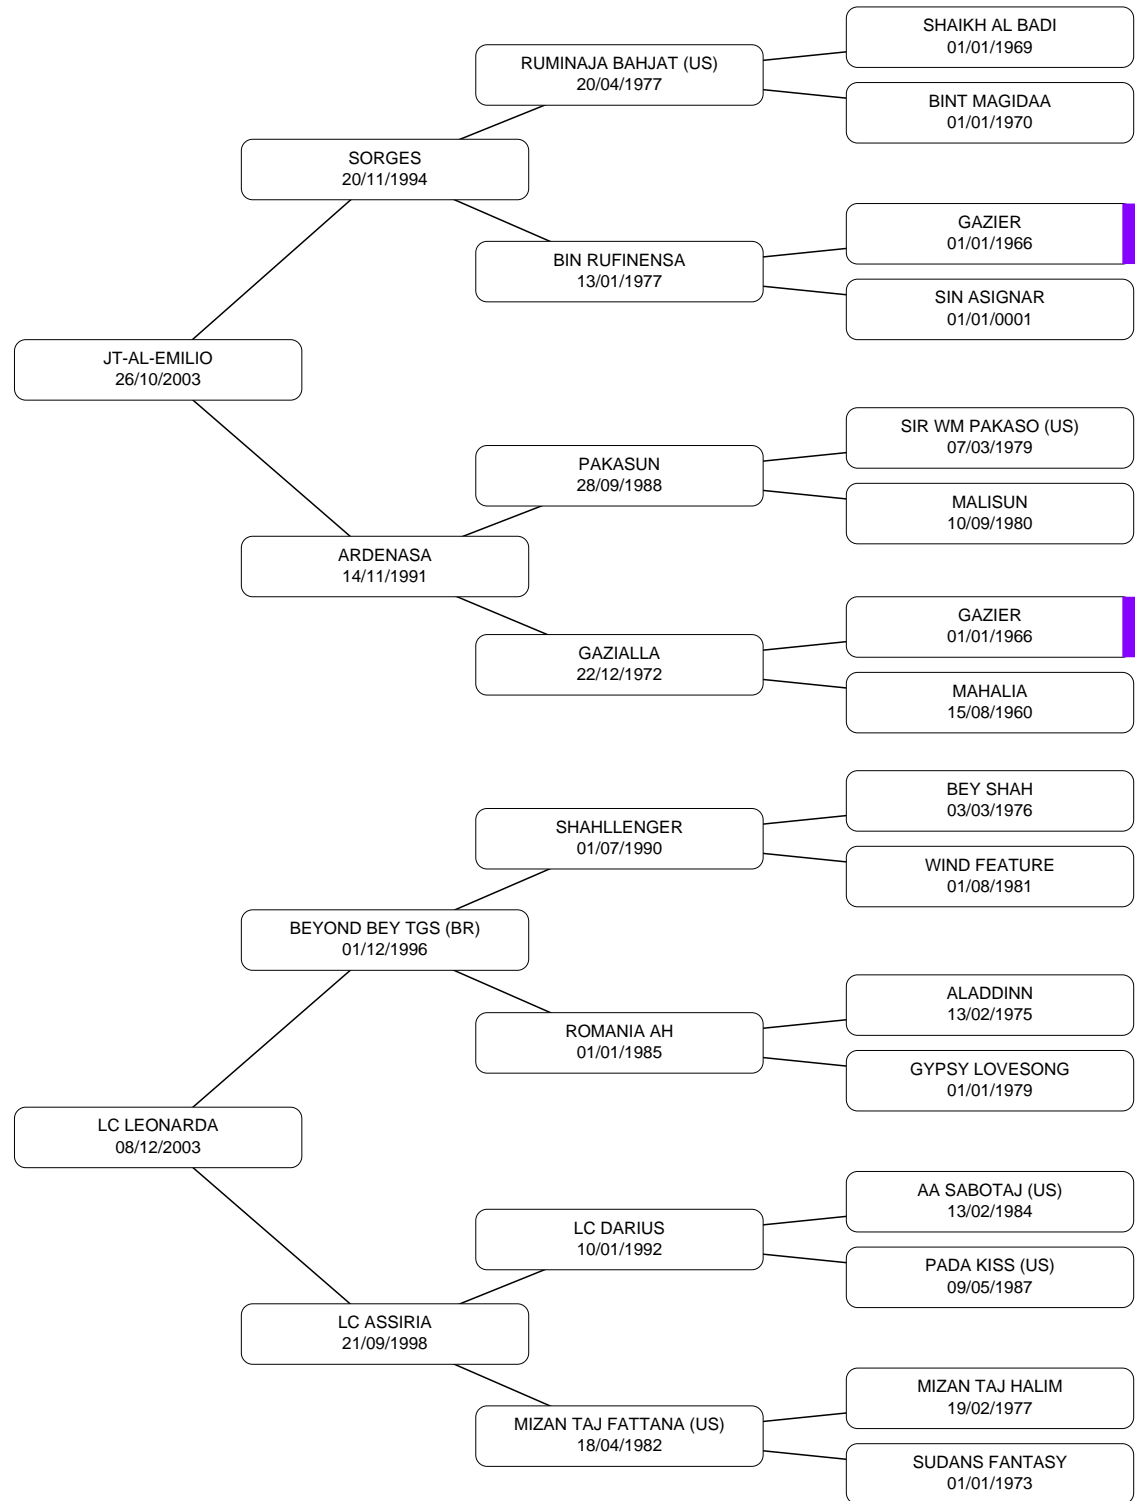 SHAIKH AL BADI
01/01/1969
RUMINAJA BAHJAT (US)
20/04/1977
BINT MAGIDAA
01/01/1970
SORGES
20/11/1994
GAZIER
01/01/1966
BIN RUFINENSA
13/01/1977
SIN ASIGNAR
01/01/0001
JT-AL-EMILIO
26/10/2003
SIR WM PAKASO (US)
07/03/1979
PAKASUN
28/09/1988
MALISUN
10/09/1980
ARDENASA
14/11/1991
GAZIER
01/01/1966
GAZIALLA
22/12/1972
MAHALIA
15/08/1960
BEY SHAH
03/03/1976
SHAHLLENGER
01/07/1990
WIND FEATURE
01/08/1981
BEYOND BEY TGS (BR)
01/12/1996
ALADDINN
13/02/1975
ROMANIA AH
01/01/1985
GYPSY LOVESONG
01/01/1979
LC LEONARDA
08/12/2003
AA SABOTAJ (US)
13/02/1984
LC DARIUS
10/01/1992
PADA KISS (US)
09/05/1987
LC ASSIRIA
21/09/1998
MIZAN TAJ HALIM
19/02/1977
MIZAN TAJ FATTANA (US)
18/04/1982
SUDANS FANTASY
01/01/1973